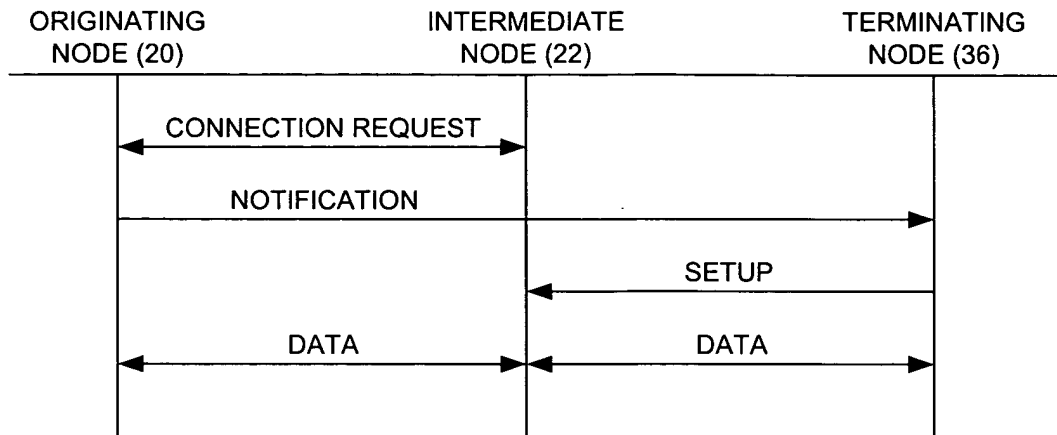 ORIGINATING
NODE (20)
INTERMEDIATE
NODE (22)
TERMINATING
NODE (36)
CONNECTION REQUEST
NOTIFICATION
SETUP
DATA
DATA